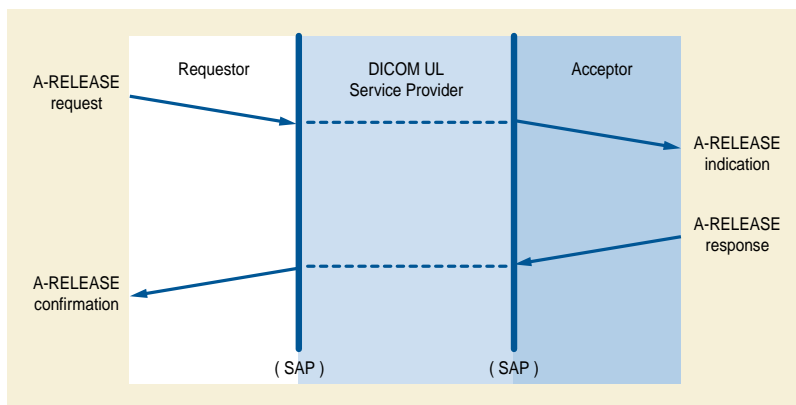 Requestor
DICOM UL
Service Provider
Acceptor
A-RELEASE
request
A-RELEASE
indication
A-RELEASE
response
A-RELEASE
confirmation
( SAP )
( SAP )